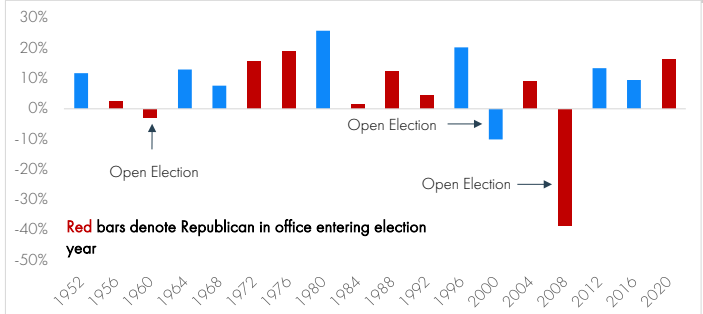 30%
20%
10%
0%
-10%
-20%
-30%
-40%
-50%
Open Election
Open Election
Open Election
Red bars denote Republican in office entering election
year
1952 1956 1960 1964 1968 1972 1976 1980 1984 1988 1992 1996 2000 2004 2008 2012 2016 2020